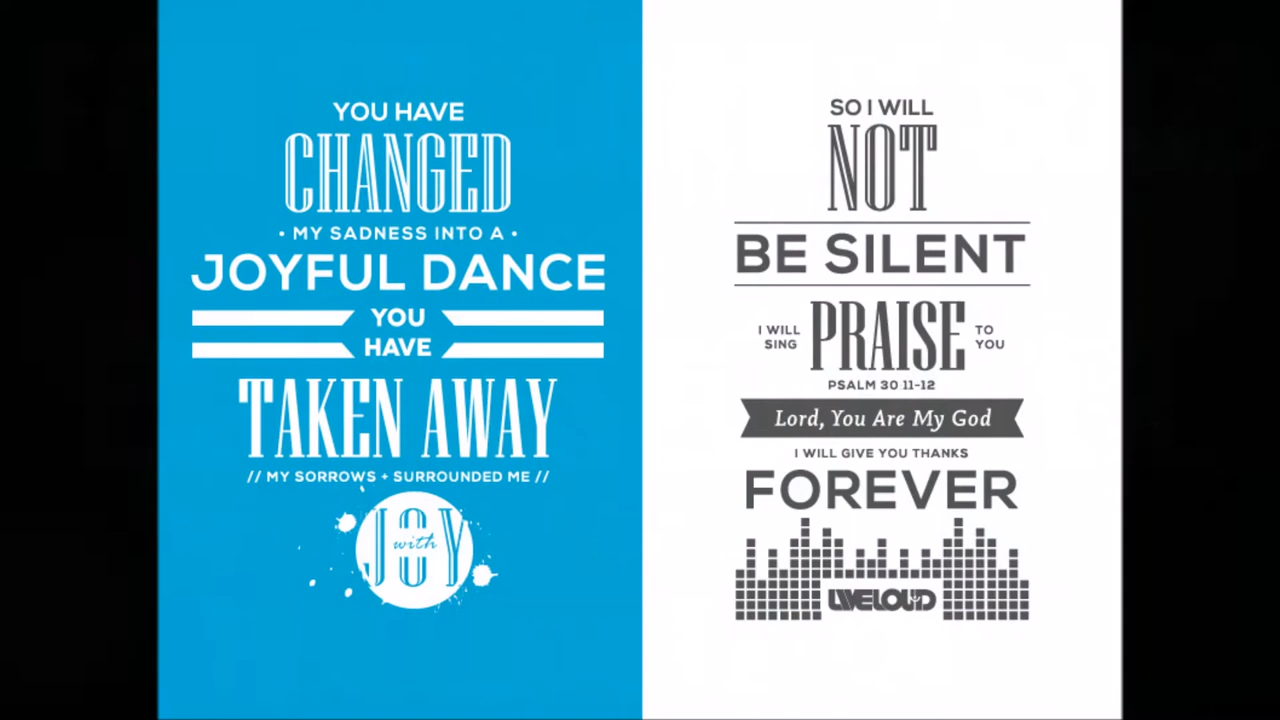 YOU HAVE
CHANGED
• MY SADNESS INTO A •
JOYFUL DANCE
YOU
HAVE
TAKEN AWAY
// MY SORROWS + SURROUNDED ME //
with
JOY
SO I WILL
NOT
BE SILENT
I WILL
SING
PRAISE
TO
YOU
PSALM 30 11-12
Lord, You Are My God
I WILL GIVE YOU THANKS
FOREVER
LIVELOUD